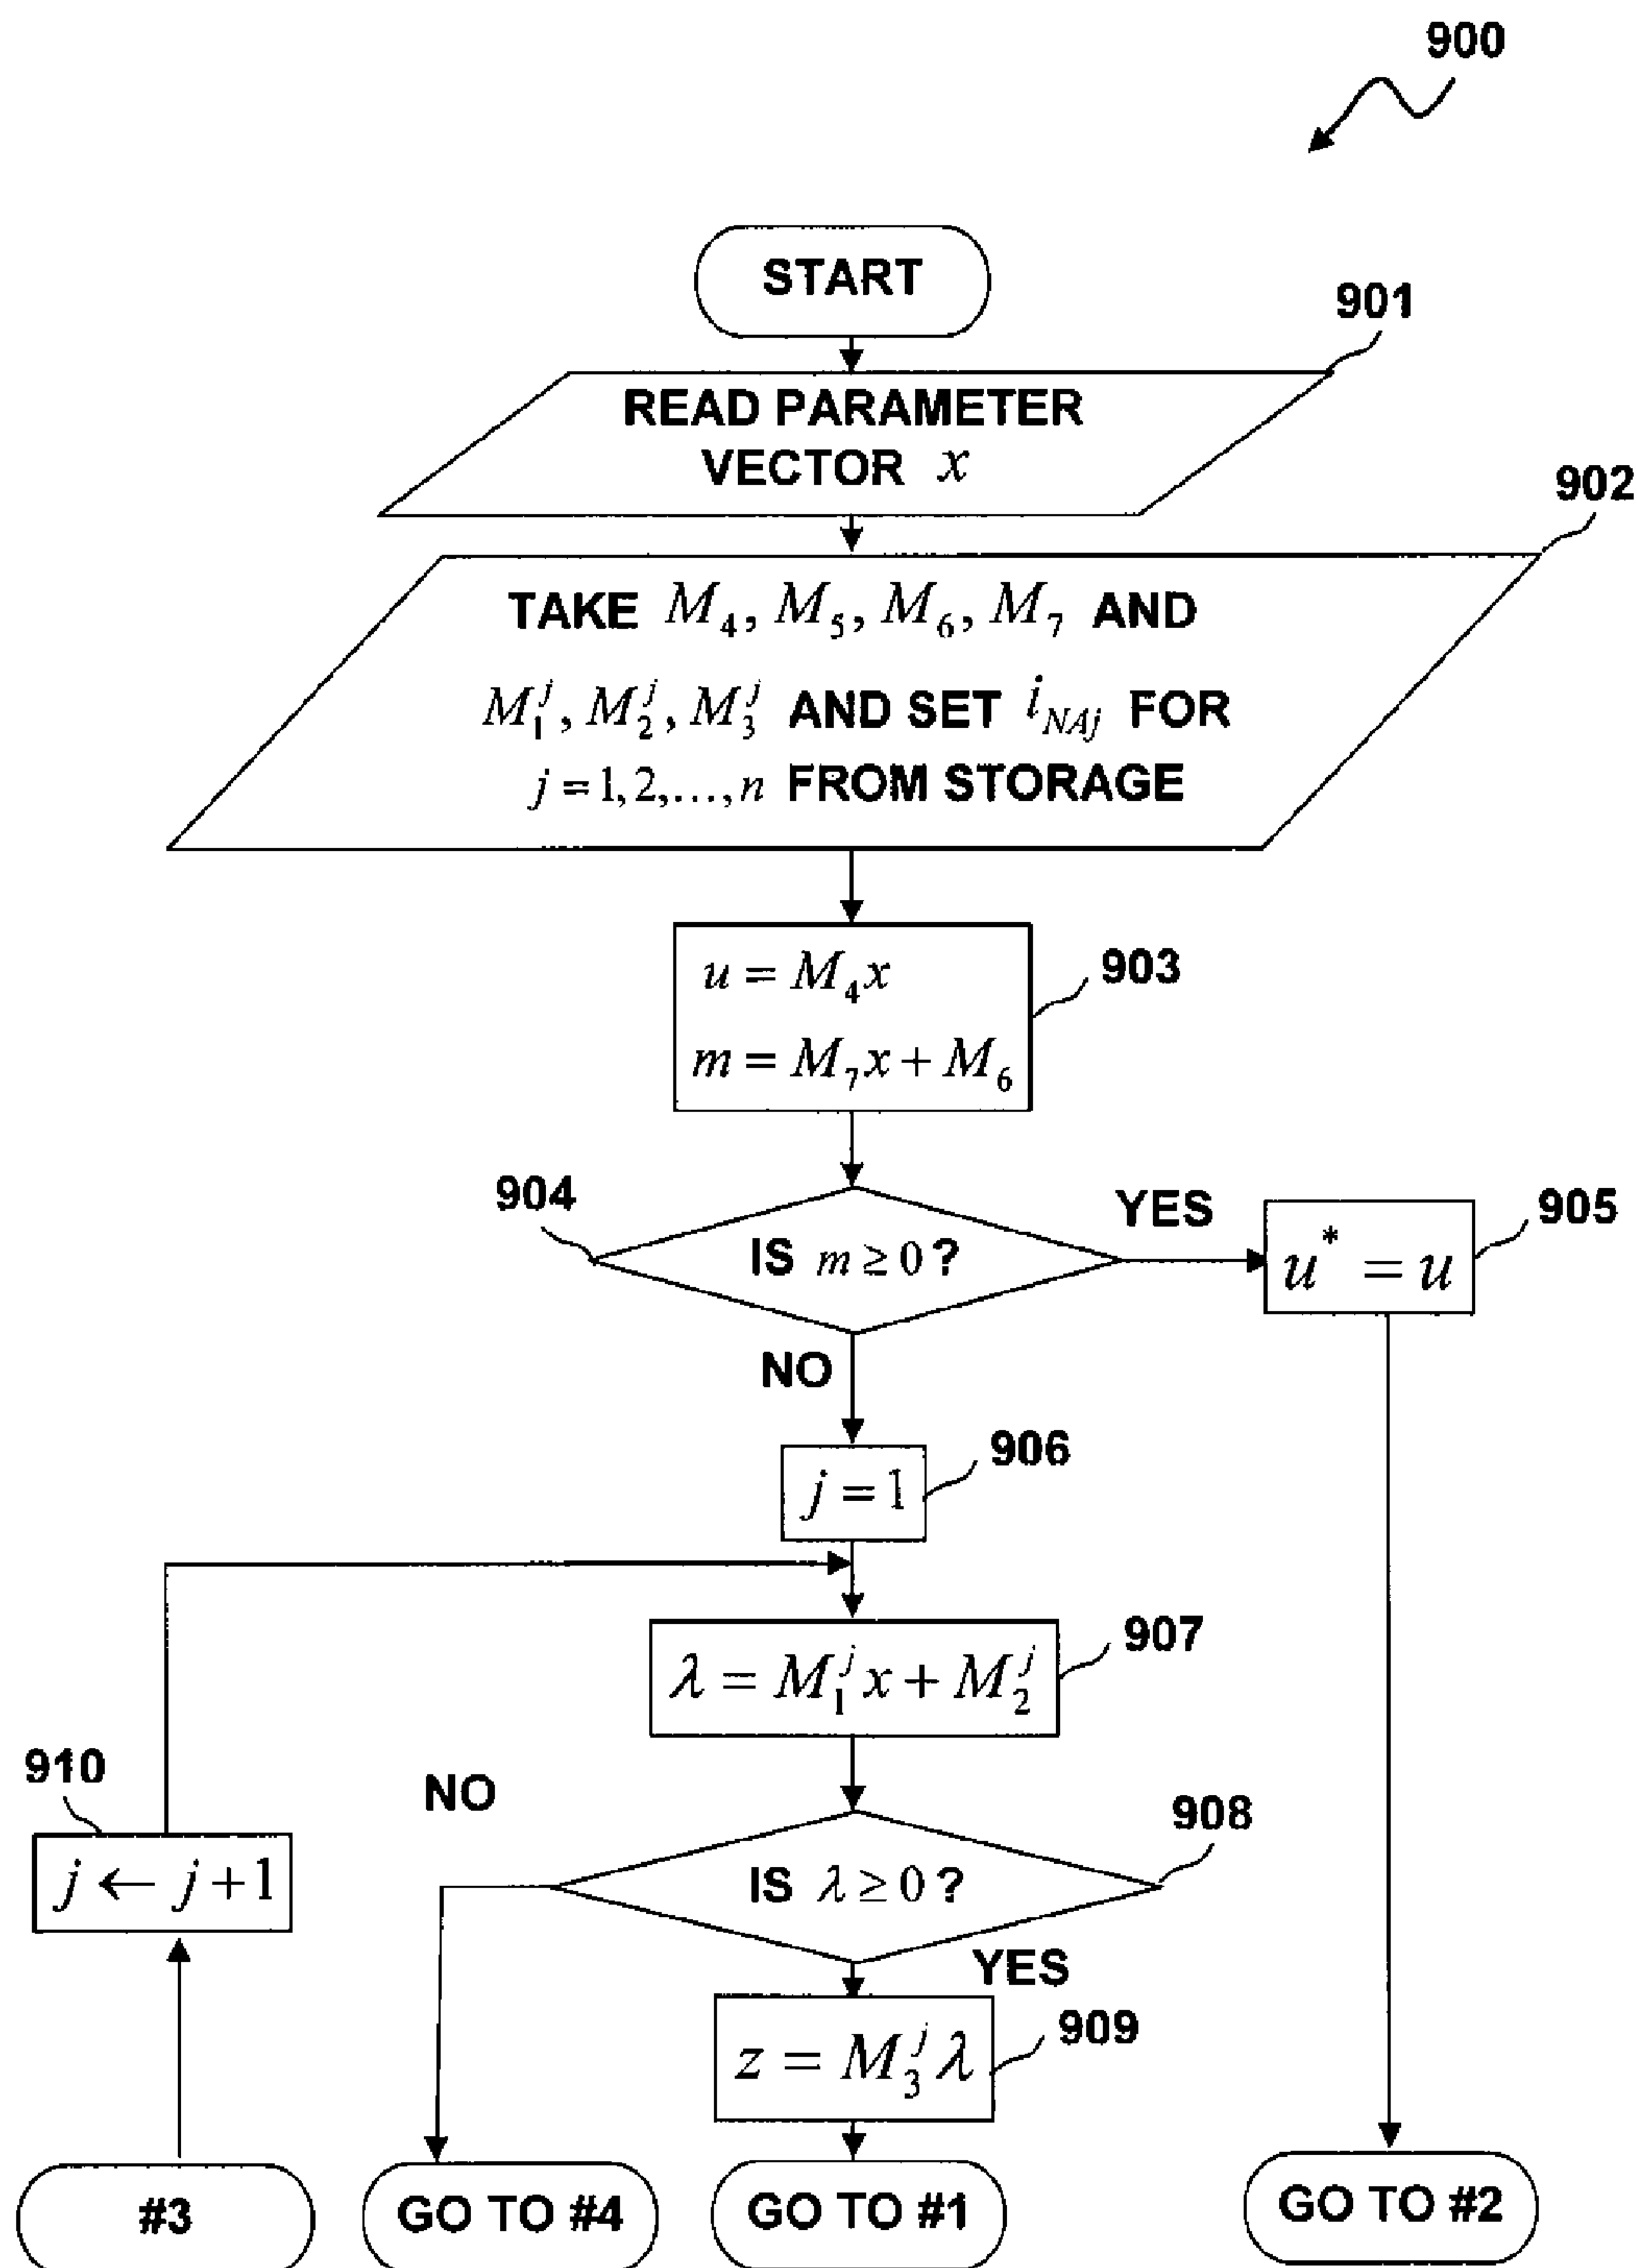 900
START
901
READ PARAMETER
VECTOR x
902
TAKE M₄, M₅, M₆, M₇ AND
M₁ʲ, M₂ʲ, M₃ʲ AND SET i_NAj FOR
j = 1, 2, ..., n FROM STORAGE
903
u = M₄x
m = M₇x + M₆
904
IS m ≥ 0 ?
YES
905
u* = u
NO
906
j = 1
907
λ = M₁ʲx + M₂ʲ
910
j ← j + 1
NO
908
IS λ ≥ 0 ?
YES
909
z = M₃ʲλ
#3
GO TO #4
GO TO #1
GO TO #2